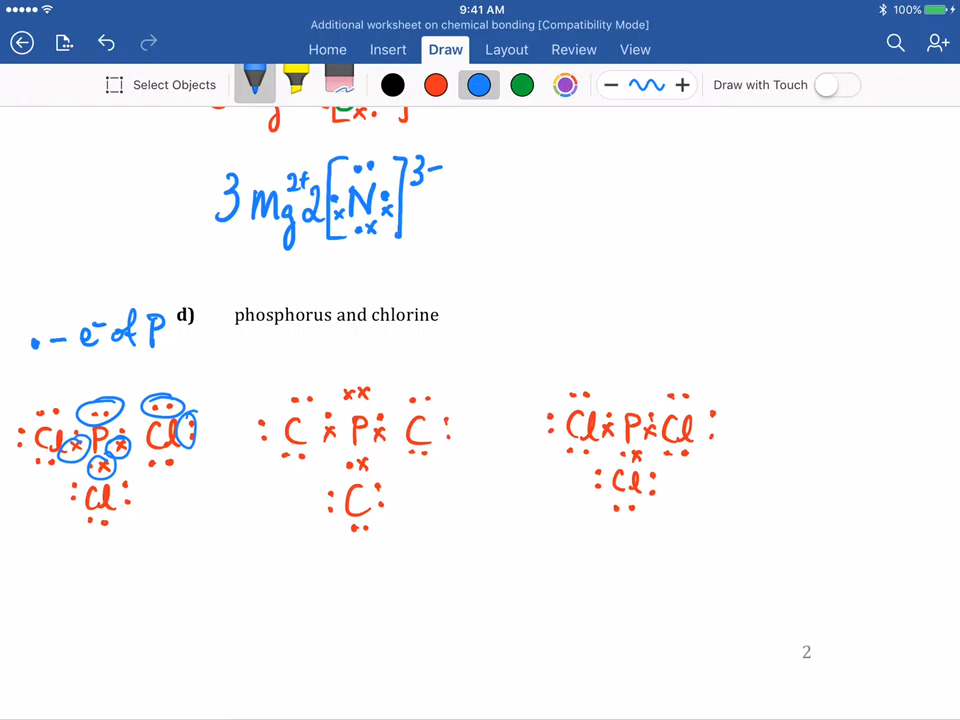 9:41 AM
100%
Additional worksheet on chemical bonding [Compatibility Mode]
Home Insert Draw Layout Review View
Select Objects
Draw with Touch
3 Mg²⁺ 2[N]³⁻
d) phosphorus and chlorine
• – e⁻ of P
Cl P Cl
Cl
C P C
C
Cl P Cl
Cl
2